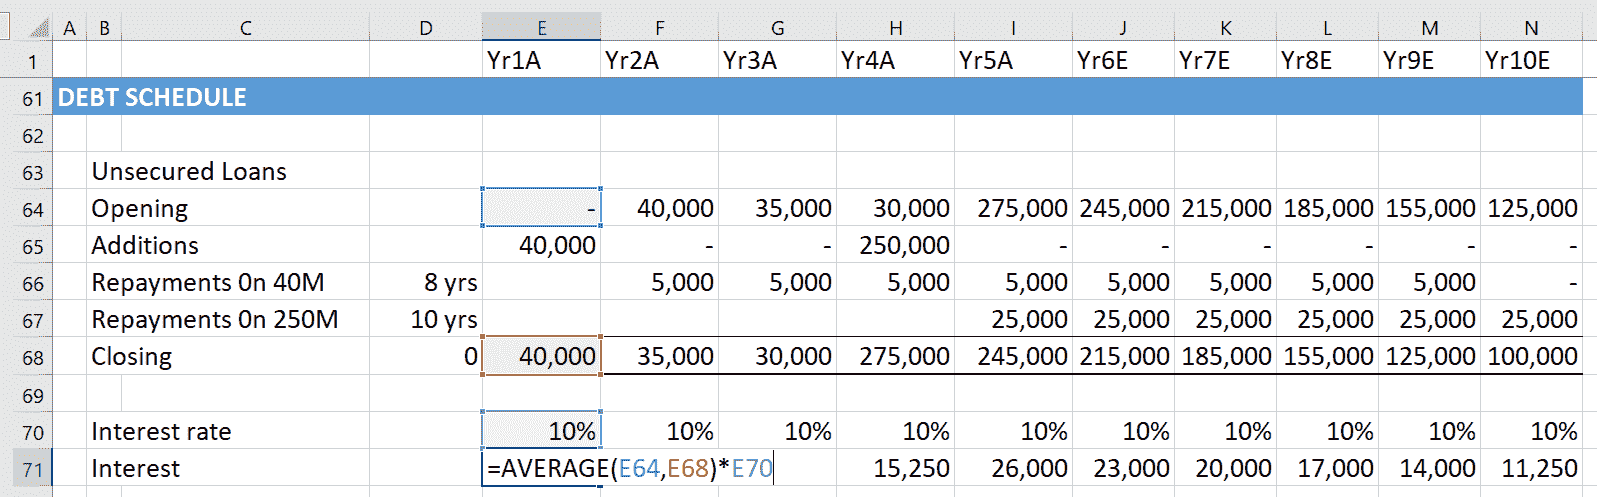 A B C D E F G H I J K L M N
1 Yr1A Yr2A Yr3A Yr4A Yr5A Yr6E Yr7E Yr8E Yr9E Yr10E
61 DEBT SCHEDULE
62
63 Unsecured Loans
64 Opening - 40,000 35,000 30,000 275,000 245,000 215,000 185,000 155,000 125,000
65 Additions 40,000 - - 250,000 - - - - - -
66 Repayments 0n 40M 8 yrs 5,000 5,000 5,000 5,000 5,000 5,000 5,000 5,000 -
67 Repayments 0n 250M 10 yrs 25,000 25,000 25,000 25,000 25,000 25,000
68 Closing 0 40,000 35,000 30,000 275,000 245,000 215,000 185,000 155,000 125,000 100,000
69
70 Interest rate 10% 10% 10% 10% 10% 10% 10% 10% 10% 10%
71 Interest =AVERAGE(E64,E68)*E70 15,250 26,000 23,000 20,000 17,000 14,000 11,250